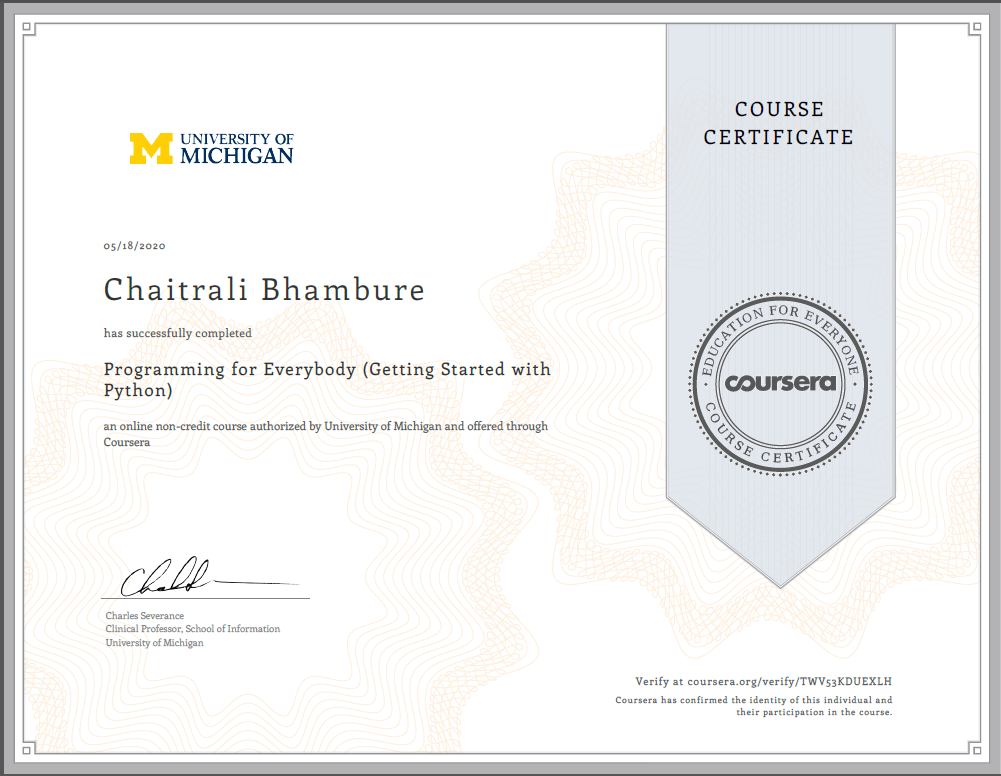 UNIVERSITY OF
MICHIGAN
05/18/2020
Chaitrali Bhambure
has successfully completed
Programming for Everybody (Getting Started with
Python)
an online non-credit course authorized by University of Michigan and offered through
Coursera
Charles Severance
Clinical Professor, School of Information
University of Michigan
COURSE
CERTIFICATE
EDUCATION FOR EVERYONE
coursera
COURSE CERTIFICATE
Verify at coursera.org/verify/TWV53KDUEXLH
Coursera has confirmed the identity of this individual and
their participation in the course.